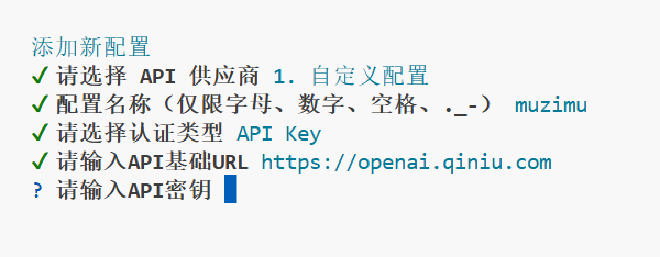 添加新配置
✓ 请选择 API 供应商 1. 自定义配置
✓ 配置名称（仅限字母、数字、空格、._-） muzimu
✓ 请选择认证类型 API Key
✓ 请输入API基础URL https://openai.qiniu.com
? 请输入API密钥